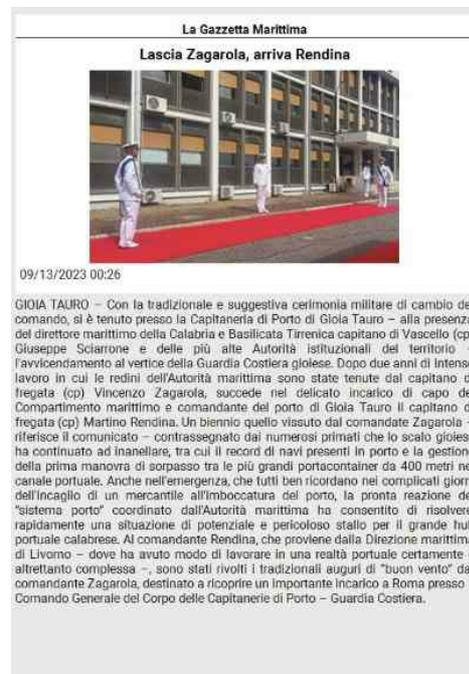 La Gazzetta Marittima
Lascia Zagarola, arriva Rendina
09/13/2023 00:26
GIOIA TAURO – Con la tradizionale e suggestiva cerimonia militare di cambio de
comando, si è tenuto presso la Capitaneria di Porto di Gioia Tauro – alla presenza
del direttore marittimo della Calabria e Basilicata Tirrenica capitano di Vascello (cp
Giuseppe Sciarrone e delle più alte Autorità istituzionali del territorio -
l'avvicendamento al vertice della Guardia Costiera gioiese. Dopo due anni di intenso
lavoro in cui le redini dell'Autorità marittima sono state tenute dal capitano d
fregata (cp) Vincenzo Zagarola, succede nel delicato incarico di capo de
Compartimento marittimo e comandante del porto di Gioia Tauro il capitano d
fregata (cp) Martino Rendina. Un biennio quello vissuto dal comandate Zagarola -
riferisce il comunicato – contrassegnato dai numerosi primati che lo scalo gioiese
ha continuato ad inanellare, tra cui il record di navi presenti in porto e la gestione
della prima manovra di sorpasso tra le più grandi portacontainer da 400 metri ne
canale portuale. Anche nell'emergenza, che tutti ben ricordano nei complicati giorn
dell'incaglio di un mercantile all'imboccatura del porto, la pronta reazione de
"sistema porto" coordinato dall'Autorità marittima ha consentito di risolvere
rapidamente una situazione di potenziale e pericoloso stallo per il grande hub
portuale calabrese. Al comandante Rendina, che proviene dalla Direzione marittima
di Livorno – dove ha avuto modo di lavorare in una realtà portuale certamente -
altrettanto complessa –, sono stati rivolti i tradizionali auguri di "buon vento" da
comandante Zagarola, destinato a ricoprire un importante incarico a Roma presso i
Comando Generale del Corpo delle Capitanerie di Porto – Guardia Costiera.